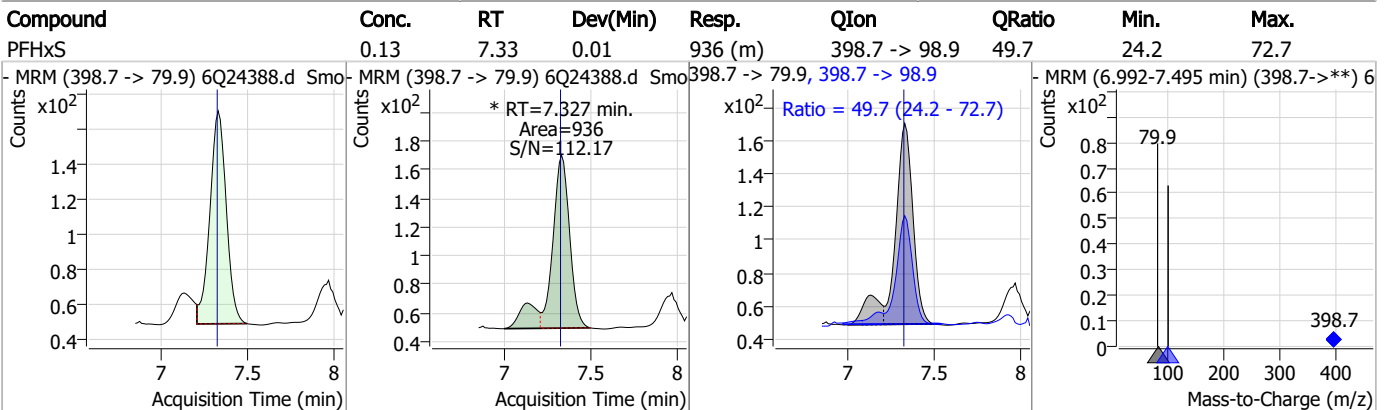 Compound Conc. RT Dev(Min) Resp. QIon QRatio Min. Max.
PFHxS 0.13 7.33 0.01 936 (m) 398.7 -> 98.9 49.7 24.2 72.7
- MRM (398.7 -> 79.9) 6Q24388.d Smo
Counts
x10²
1.4
1.2
1
0.8
0.6
0.4
7 7.5 8
Acquisition Time (min)
- MRM (398.7 -> 79.9) 6Q24388.d Smo
Counts
x10²
* RT=7.327 min.
Area=936
S/N=112.17
1.8
1.6
1.4
1.2
1
0.8
0.6
0.4
7 7.5 8
Acquisition Time (min)
398.7 -> 79.9, 398.7 -> 98.9
Counts
x10²
Ratio = 49.7 (24.2 - 72.7)
1.6
1.4
1.2
1
0.8
0.6
0.4
7 7.5 8
Acquisition Time (min)
- MRM (6.992-7.495 min) (398.7->**) 6
Counts
x10²
79.9
0.9
0.8
0.7
0.6
0.5
0.4
0.3
0.2
0.1
0
398.7
100 200 300 400
Mass-to-Charge (m/z)